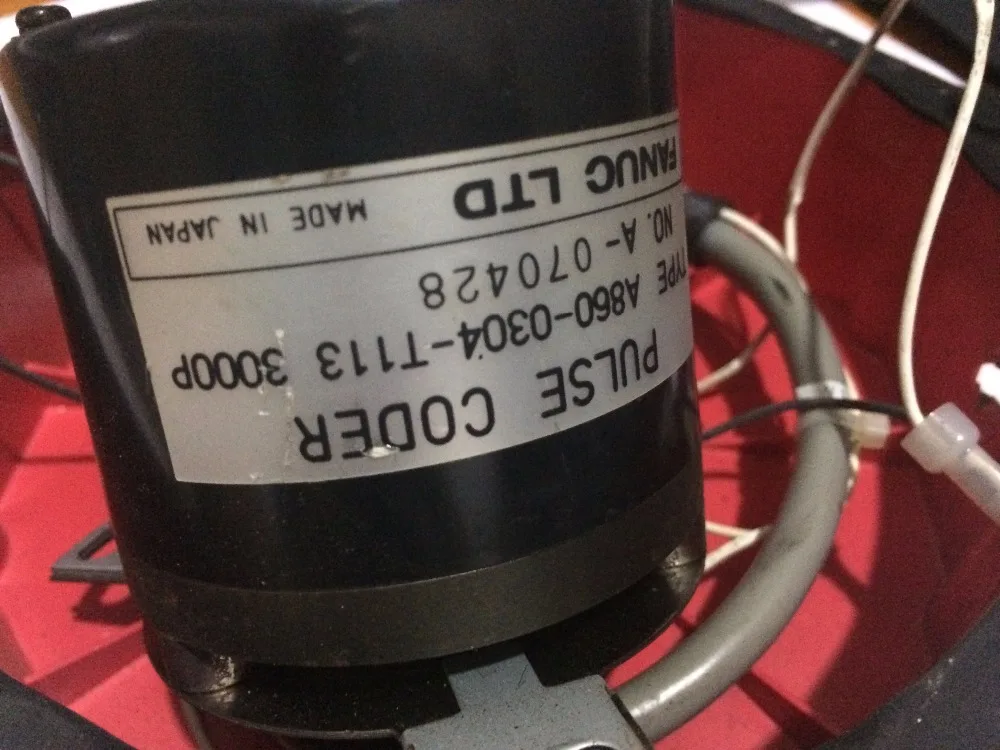 PULSE CODER
TYPE A860-0304-T113 3000P
NO. A-070428
FANUC LTD MADE IN JAPAN